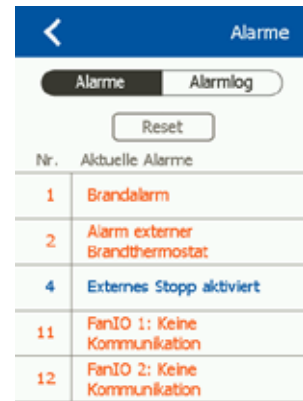 Alarme
Alarme Alarmlog
Reset
Nr. Aktuelle Alarme
1 Brandalarm
2 Alarm externer
Brandthermostat
4 Externes Stopp aktiviert
11 FanIO 1: Keine
Kommunikation
12 FanIO 2: Keine
Kommunikation